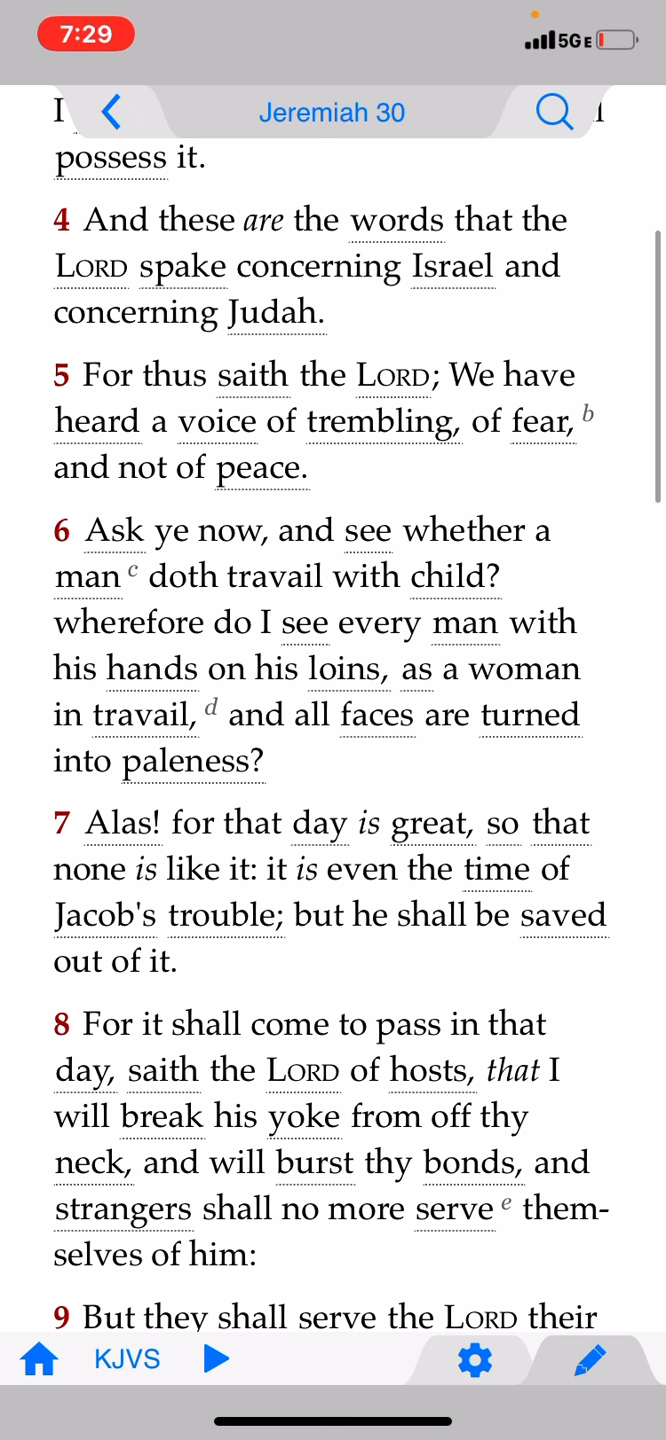 7:29
5GE
I
Jeremiah 30
possess it.
4 And these are the words that the
LORD spake concerning Israel and
concerning Judah.
5 For thus saith the LORD; We have
heard a voice of trembling, of fear, b
and not of peace.
6 Ask ye now, and see whether a
man c doth travail with child?
wherefore do I see every man with
his hands on his loins, as a woman
in travail, d and all faces are turned
into paleness?
7 Alas! for that day is great, so that
none is like it: it is even the time of
Jacob's trouble; but he shall be saved
out of it.
8 For it shall come to pass in that
day, saith the LORD of hosts, that I
will break his yoke from off thy
neck, and will burst thy bonds, and
strangers shall no more serve e them-
selves of him:
9 But they shall serve the LORD their
KJVS